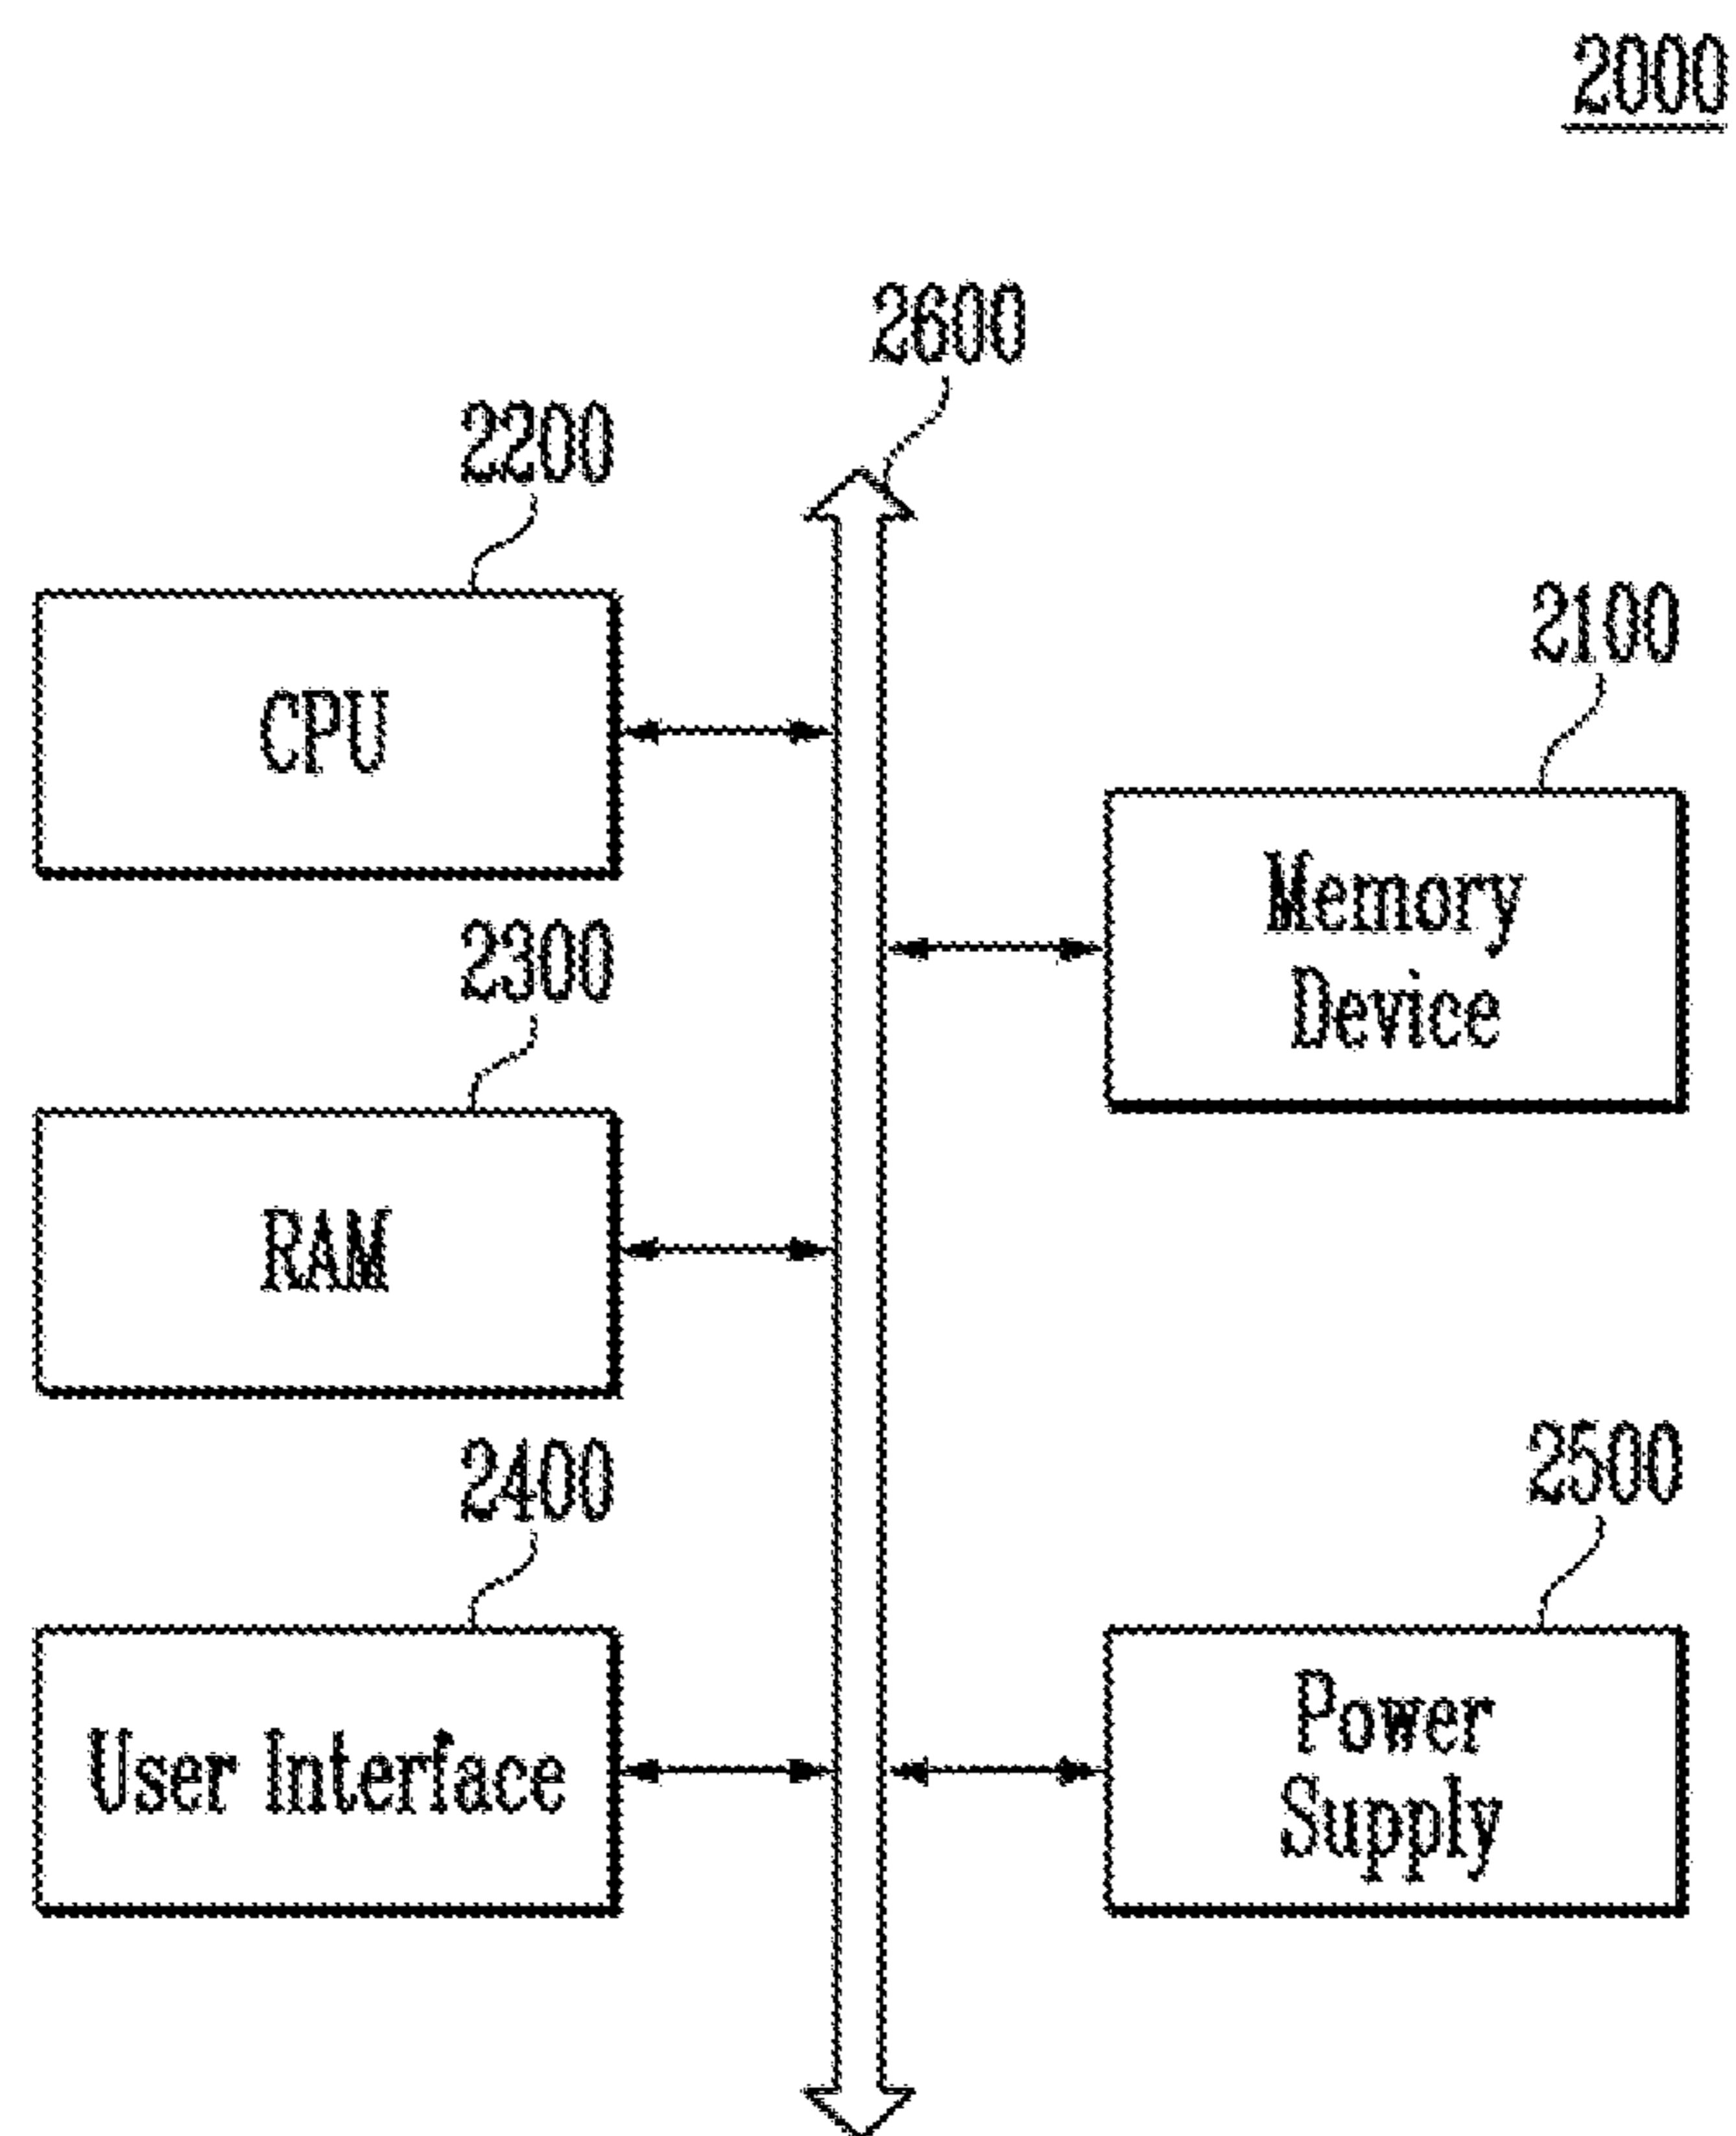 2000
2600
2200
CPU
2100
Memory
Device
2300
RAM
2400
User Interface
2500
Power
Supply